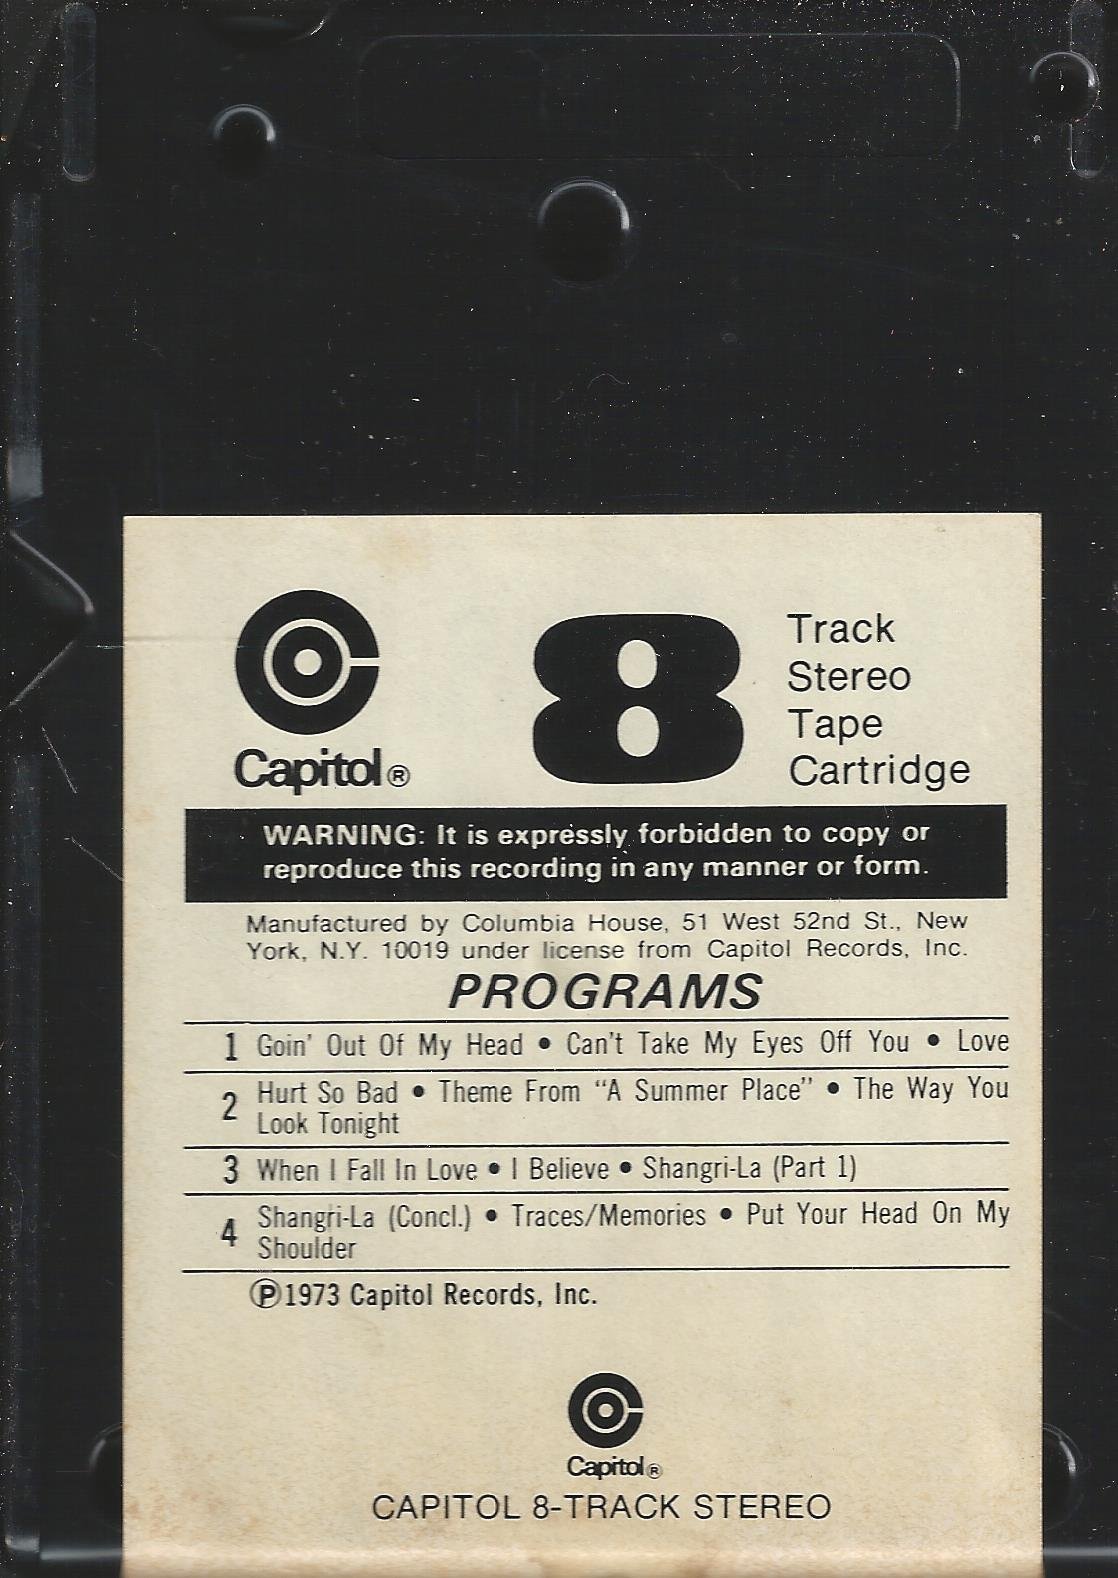 Capitol®
8
Track
Stereo
Tape
Cartridge
WARNING: It is expressly forbidden to copy or
reproduce this recording in any manner or form.
Manufactured by Columbia House, 51 West 52nd St., New
York, N.Y. 10019 under license from Capitol Records, Inc.
PROGRAMS
1 Goin' Out Of My Head • Can't Take My Eyes Off You • Love
2 Hurt So Bad • Theme From "A Summer Place" • The Way You
Look Tonight
3 When I Fall In Love • I Believe • Shangri-La (Part 1)
4 Shangri-La (Concl.) • Traces/Memories • Put Your Head On My
Shoulder
℗1973 Capitol Records, Inc.
Capitol®
CAPITOL 8-TRACK STEREO